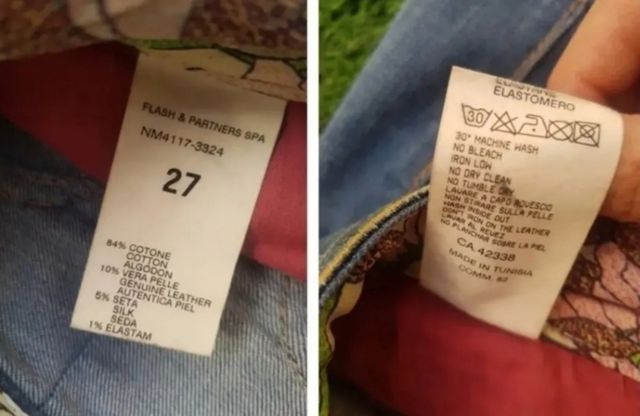 FLASH & PARTNERS SPA
NM4117-3324
27
84% COTONE
COTTON
ALGODON
10% VERA PELLE
GENUINE LEATHER
AUTENTICA PIEL
5% SETA
SILK
SEDA
1% ELASTAM
ELASTOMERO
30
30° MACHINE WASH
NO BLEACH
IRON LOW
NO DRY CLEAN
NO TUMBLE DRY
LAVARE A CAPO ROVESCIO
NON STIRARE SULLA PELLE
WASH INSIDE OUT
DON'T IRON ON THE LEATHER
LAVAR AL REVEZ
NO PLANCHAR SOBRE LA PIEL
CA 42338
MADE IN TUNISIA